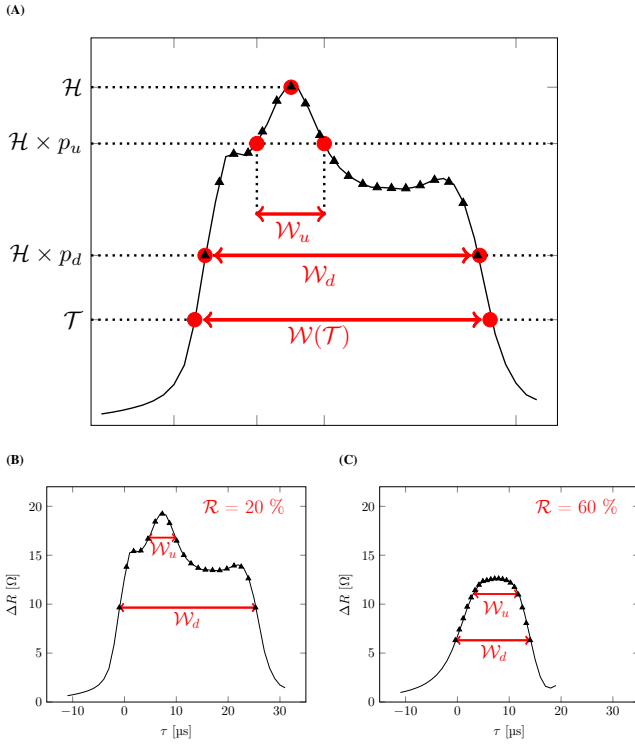 (A)
ℋ
ℋ × p_u
𝒲_u
ℋ × p_d
𝒲_d
𝒯
𝒲(𝒯)
(B)
(C)
ℛ = 20 %
ℛ = 60 %
20
15
10
5
0
ΔR [Ω]
𝒲_u
𝒲_d
−10
0
10
20
30
τ [µs]
20
15
10
5
0
ΔR [Ω]
𝒲_u
𝒲_d
−10
0
10
20
30
τ [µs]